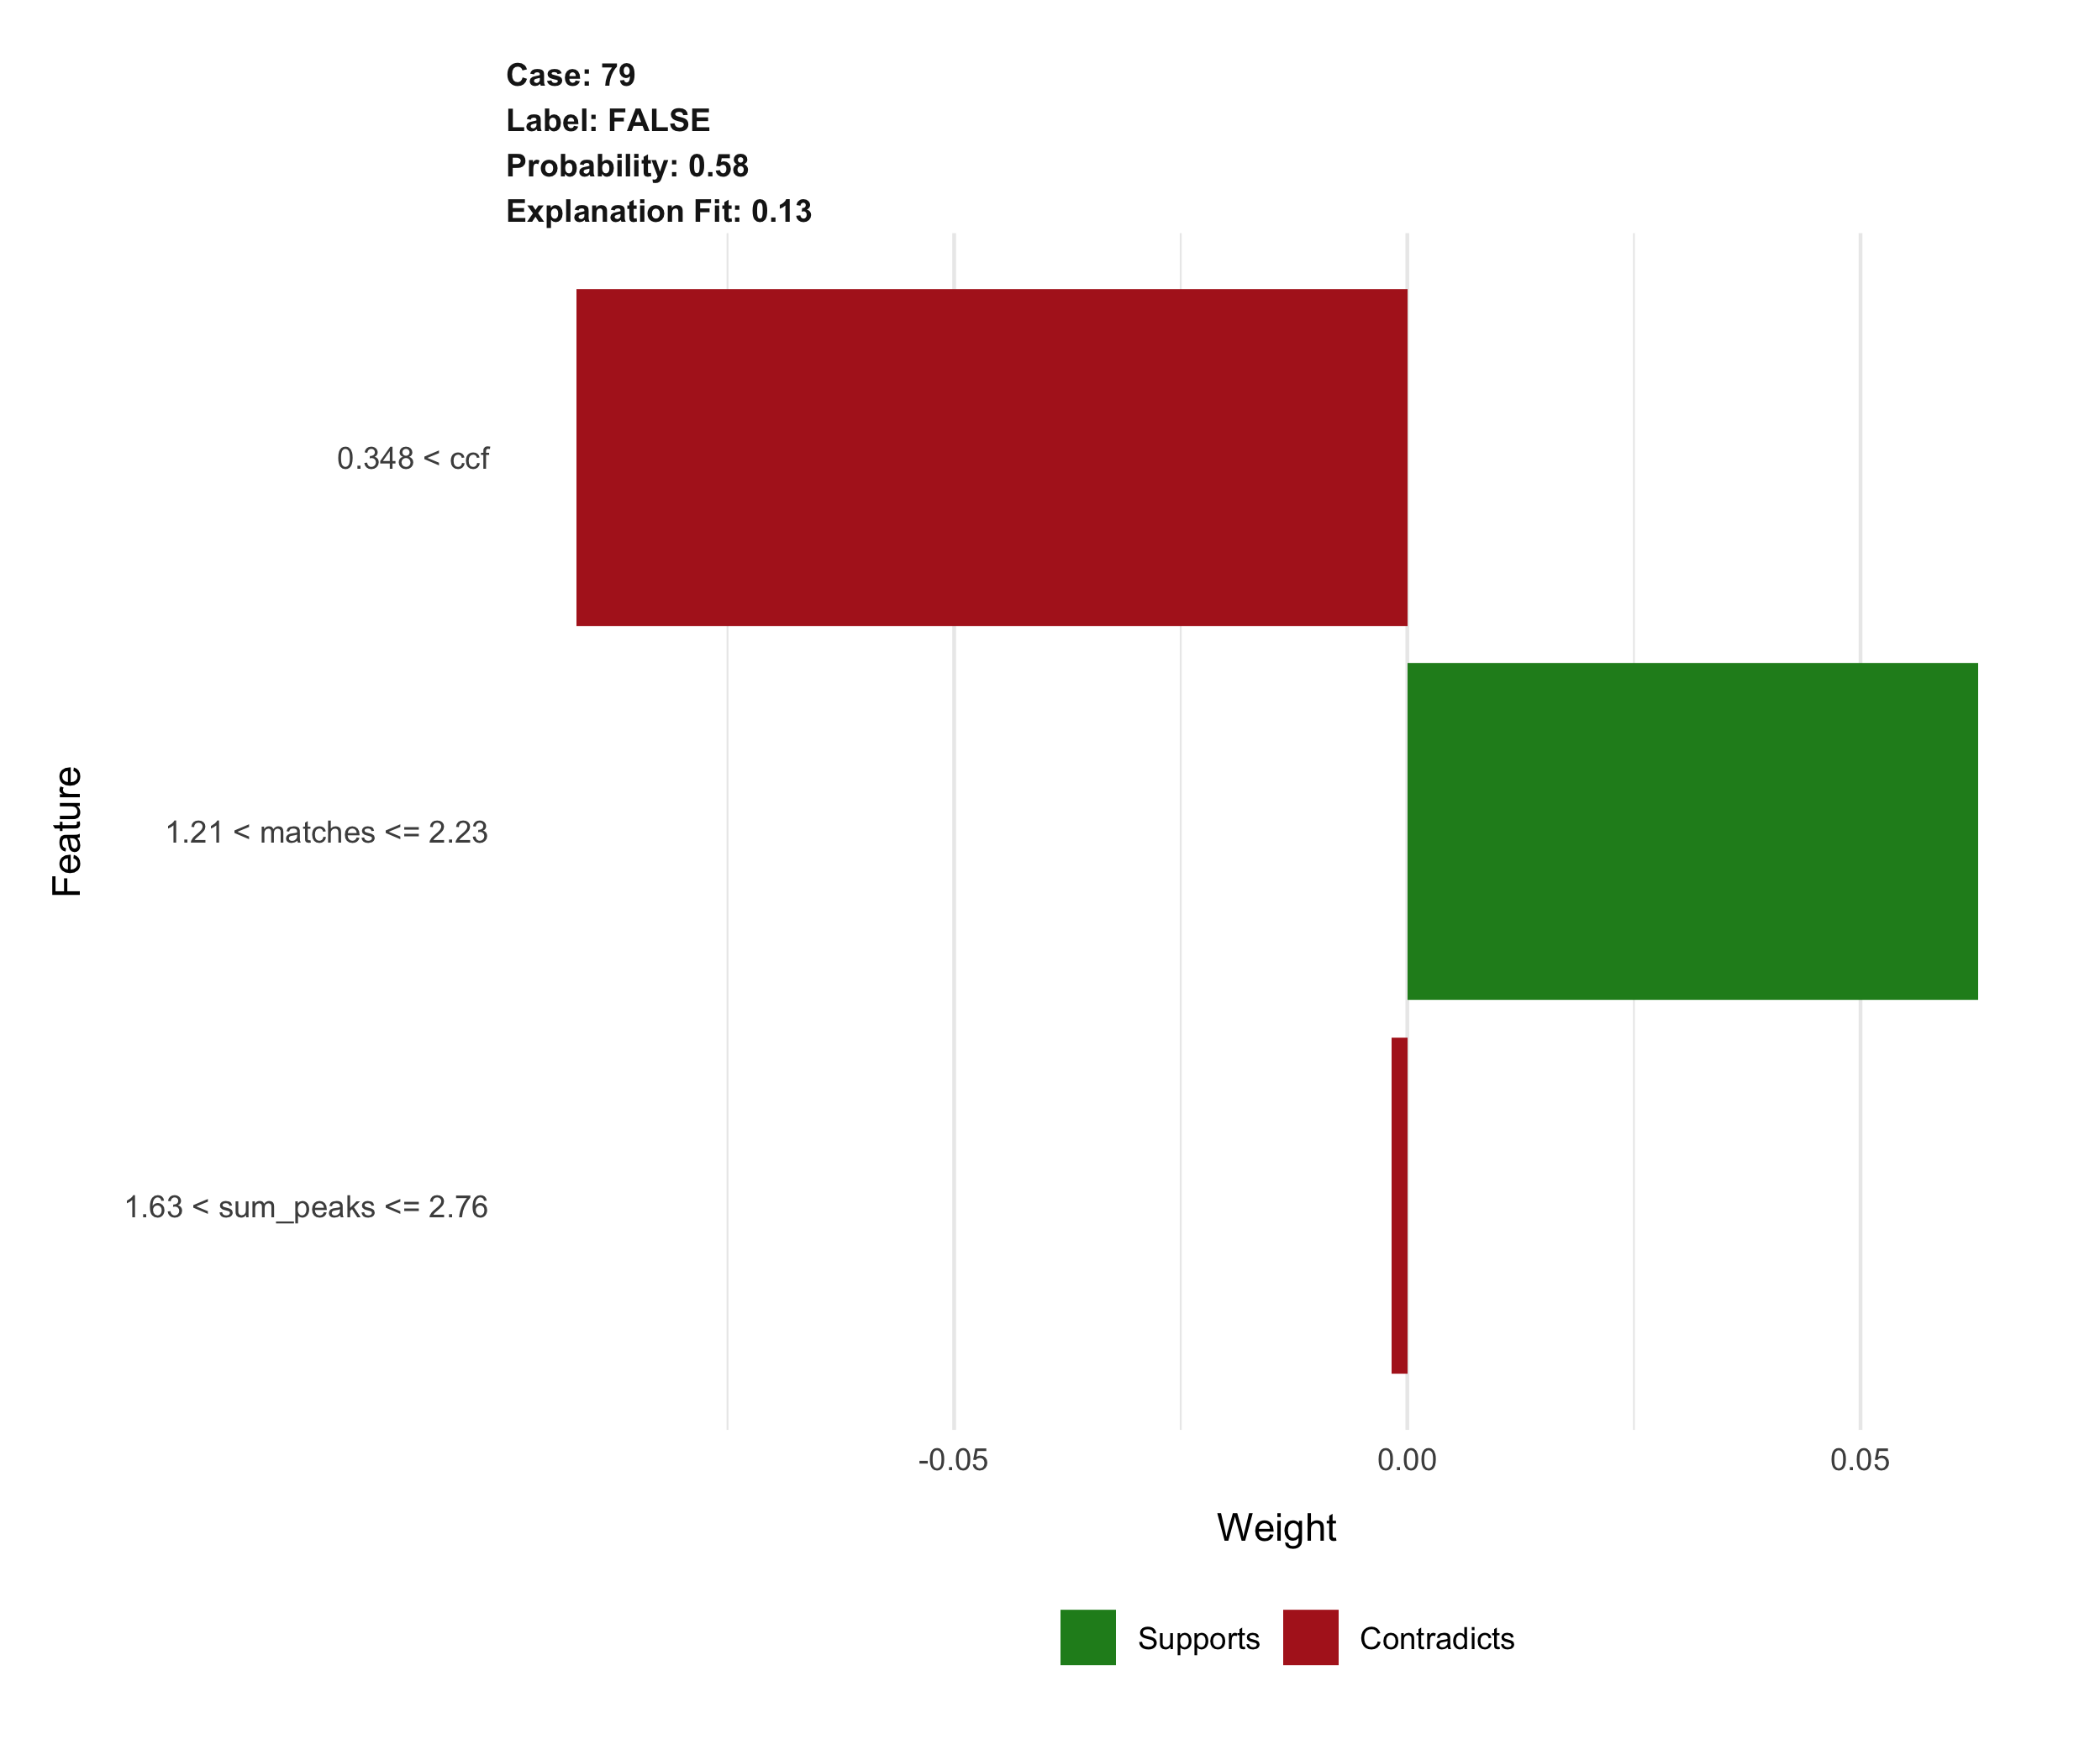 Case: 79
Label: FALSE
Probability: 0.58
Explanation Fit: 0.13
0.348 < ccf
1.21 < matches <= 2.23
1.63 < sum_peaks <= 2.76
Feature
-0.05 0.00 0.05
Weight
Supports Contradicts